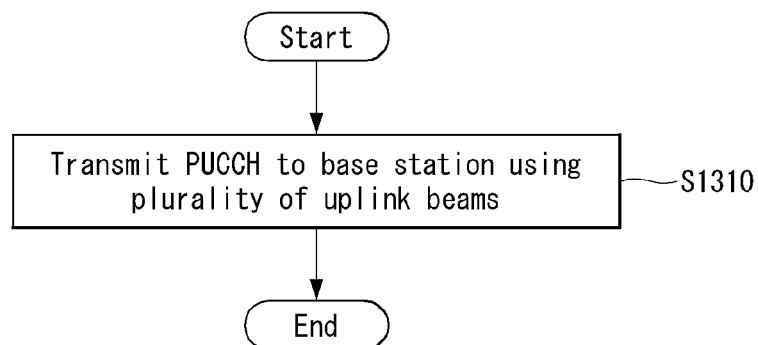 Start
Transmit PUCCH to base station using
plurality of uplink beams
S1310
End